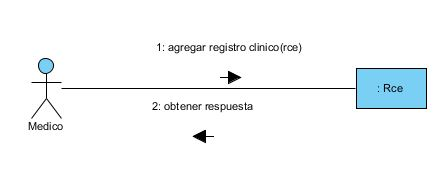 1: agregar registro clinico(rce)
: Rce
2: obtener respuesta
Medico